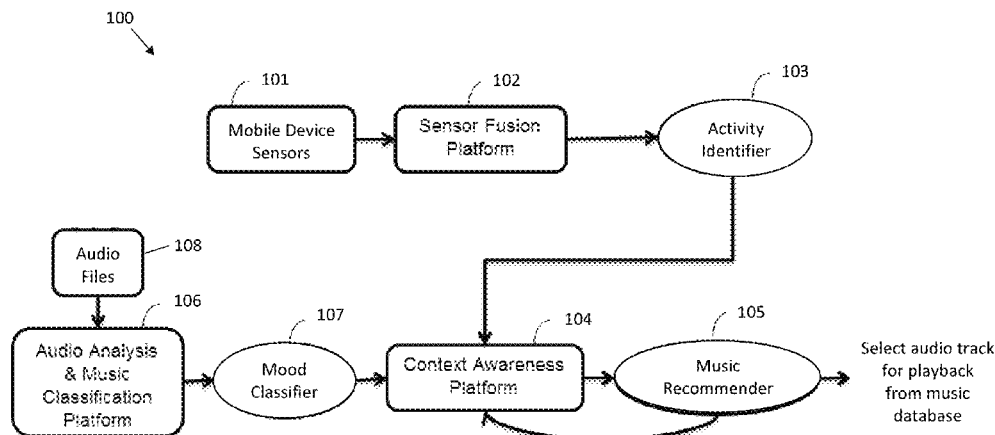 100
101
102
103
Mobile Device
Sensors
Sensor Fusion
Platform
Activity
Identifier
Audio
Files
108
106
107
104
105
Audio Analysis
& Music
Classification
Platform
Mood
Classifier
Context Awareness
Platform
Music
Recommender
Select audio track
for playback
from music
database